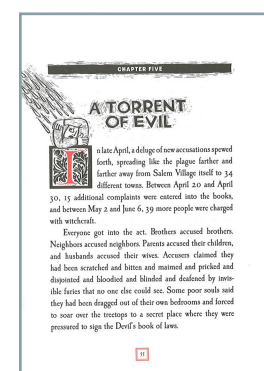 CHAPTER FIVE
A TORRENT
OF EVIL
In late April, a deluge of new accusations spewed
forth, spreading like the plague farther and
farther away from Salem Village itself to 34
different towns. Between April 20 and April
30, 15 additional complaints were entered into the books,
and between May 2 and June 6, 39 more people were charged
with witchcraft.
Everyone got into the act. Brothers accused brothers.
Neighbors accused neighbors. Parents accused their children,
and husbands accused their wives. Accusers claimed they
had been scratched and bitten and maimed and pricked and
disjointed and bloodied and blinded and deafened by invis-
ible furies that no one else could see. Some poor souls said
they had been dragged out of their own bedrooms and forced
to soar over the treetops to a secret place where they were
pressured to sign the Devil's book of laws.